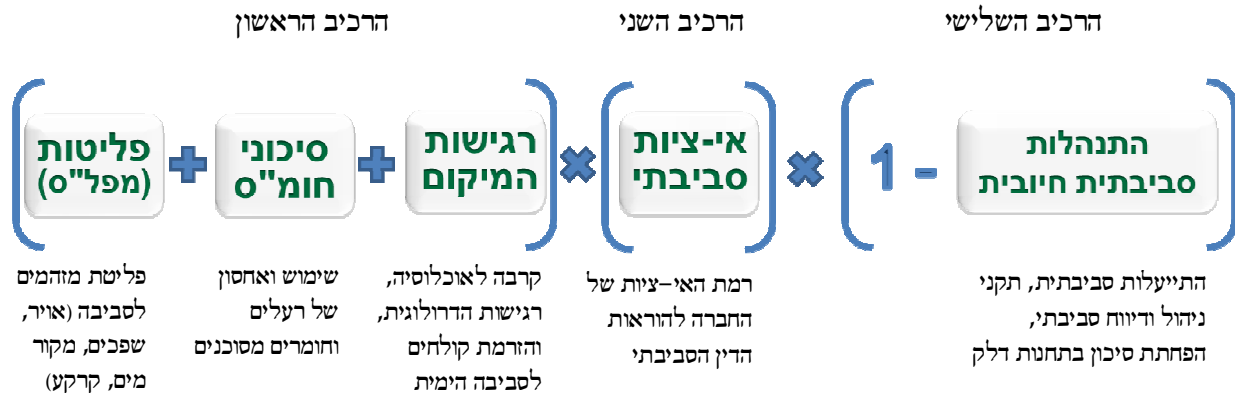 הרכיב הראשון
הרכיב השני
הרכיב השלישי
פליטות
(מפל"ס)
+
סיכוני
חומ"ס
+
רגישות
המיקום
×
אי-ציות
סביבתי
×
1 -
התנהלות
סביבתית חיובית
פליטת מזהמים
לסביבה (אויר,
שפכים, מקור
מים, קרקע)
שימוש ואחסון
של רעלים
וחומרים מסוכנים
קרבה לאוכלוסיה,
רגישות הדרולוגית,
והזרמת קולחים
לסביבה הימית
רמת האי-ציות של
החברה להוראות
הדין הסביבתי
התייעלות סביבתית, תקני
ניהול ודיווח סביבתי,
הפחתת סיכון בתחנות דלק